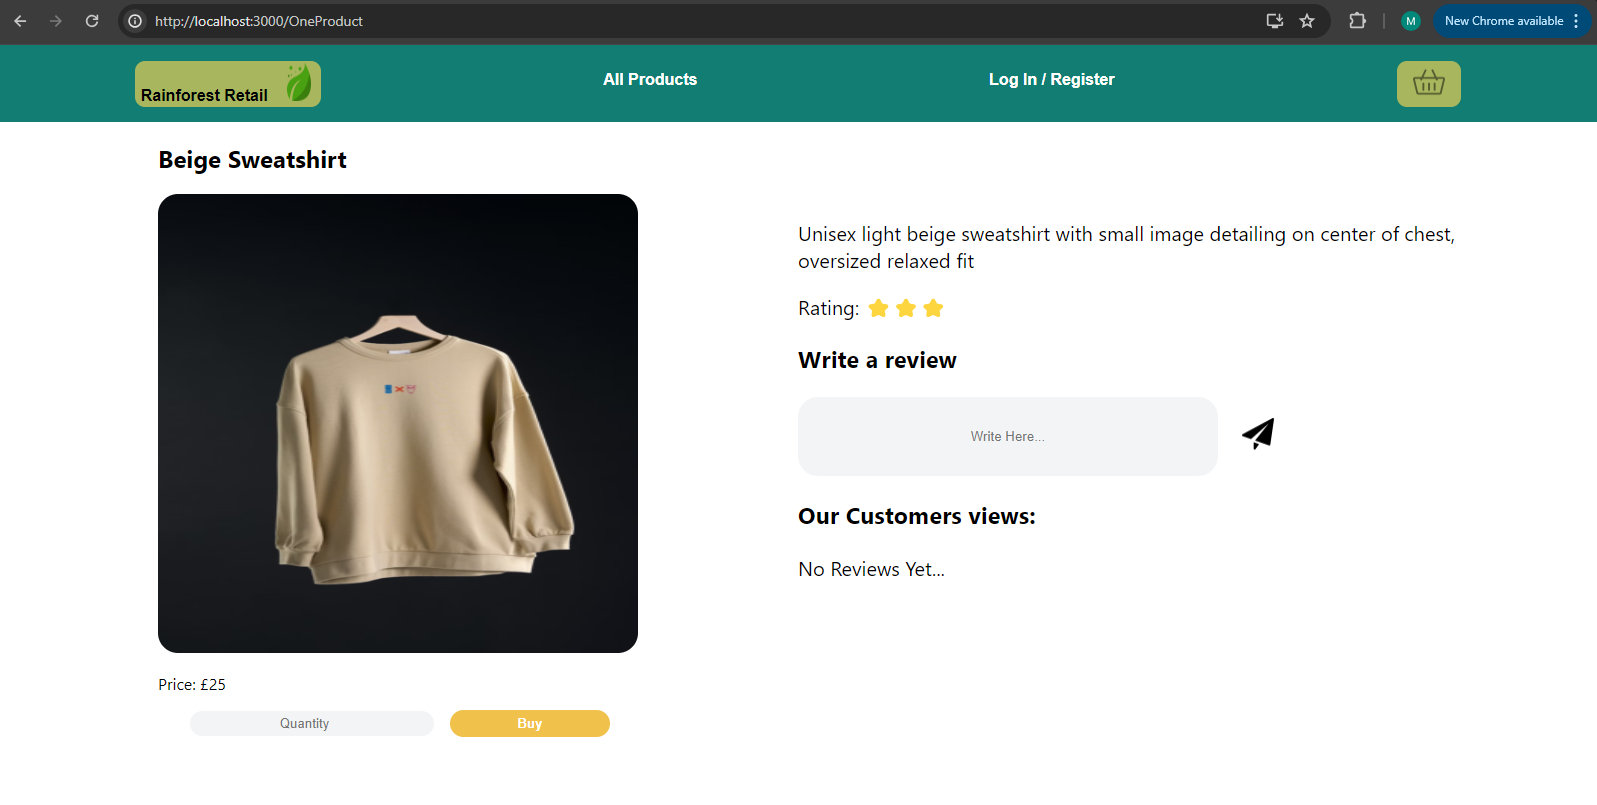 http://localhost:3000/OneProduct
M
New Chrome available
Rainforest Retail
All Products
Log In / Register
Beige Sweatshirt
Unisex light beige sweatshirt with small image detailing on center of chest,
oversized relaxed fit
Rating:
Write a review
Write Here...
Our Customers views:
No Reviews Yet...
Price: £25
Quantity
Buy